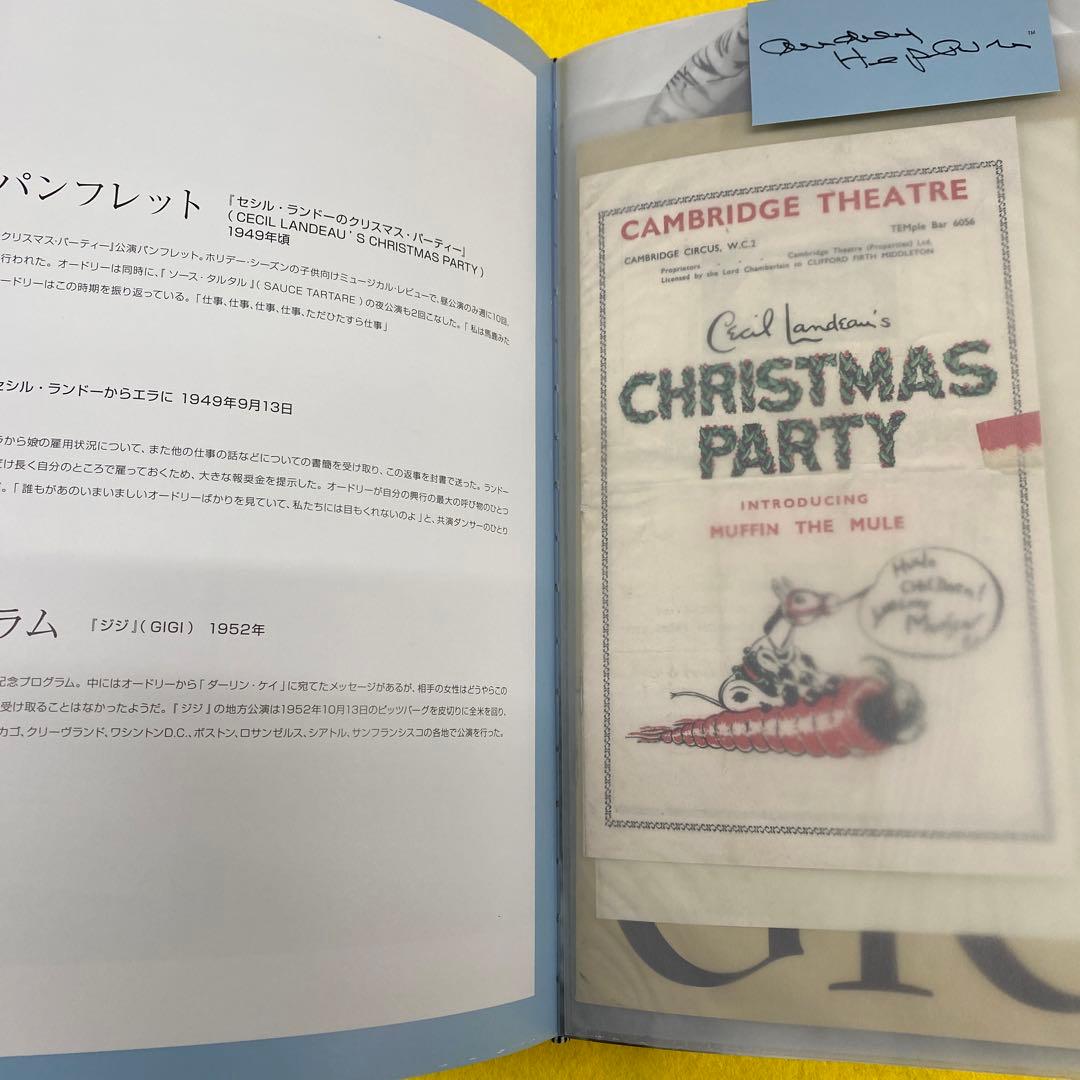 パンフレット
『セシル・ランドーのクリスマス・パーティー』
(CECIL LANDEAU'S CHRISTMAS PARTY)
1949年頃
クリスマス・パーティー』公演パンフレット。ホリデー・シーズンの子供向けミュージカル・レビューで、昼公演のみ週に10回、
行われた。オードリーは同時に、『ソース・タルタル』(SAUCE TARTARE)の夜公演も2回こなした。「私は馬鹿みた
ードリーはこの時期を振り返っている。「仕事、仕事、仕事、仕事、ただひたすら仕事」
セシル・ランドーからエラに 1949年9月13日
ラから娘の雇用状況について、また他の仕事の話などについての書簡を受け取り、この返事を封書で送った。ランドー
だけ長く自分のところで雇っておくため、大きな報奨金を提示した。オードリーが自分の興行の最大の呼び物のひとつ
。「誰もがあのいまいましいオードリーばかりを見ていて、私たちには目もくれないのよ」と、共演ダンサーのひとり
ラム
『ジジ』(GIGI) 1952年
記念プログラム。中にはオードリーから「ダーリン・ケイ」に宛てたメッセージがあるが、相手の女性はどうやらこの
受け取ることはなかったようだ。『ジジ』の地方公演は1952年10月13日のピッツバーグを皮切りに全米を回り、
カゴ、クリーヴランド、ワシントンD.C.、ボストン、ロサンゼルス、シアトル、サンフランシスコの各地で公演を行った。
Audrey
Hepburn
TM
CAMBRIDGE THEATRE
CAMBRIDGE CIRCUS, W.C.2
TEMple Bar 6056
Proprietors - - - Cambridge Theatre (Properties) Ltd.
Licensed by the Lord Chamberlain to CLIFFORD FIRTH MIDDLETON
Cecil Landeau's
CHRISTMAS
PARTY
INTRODUCING
MUFFIN THE MULE
Hullo
Children!